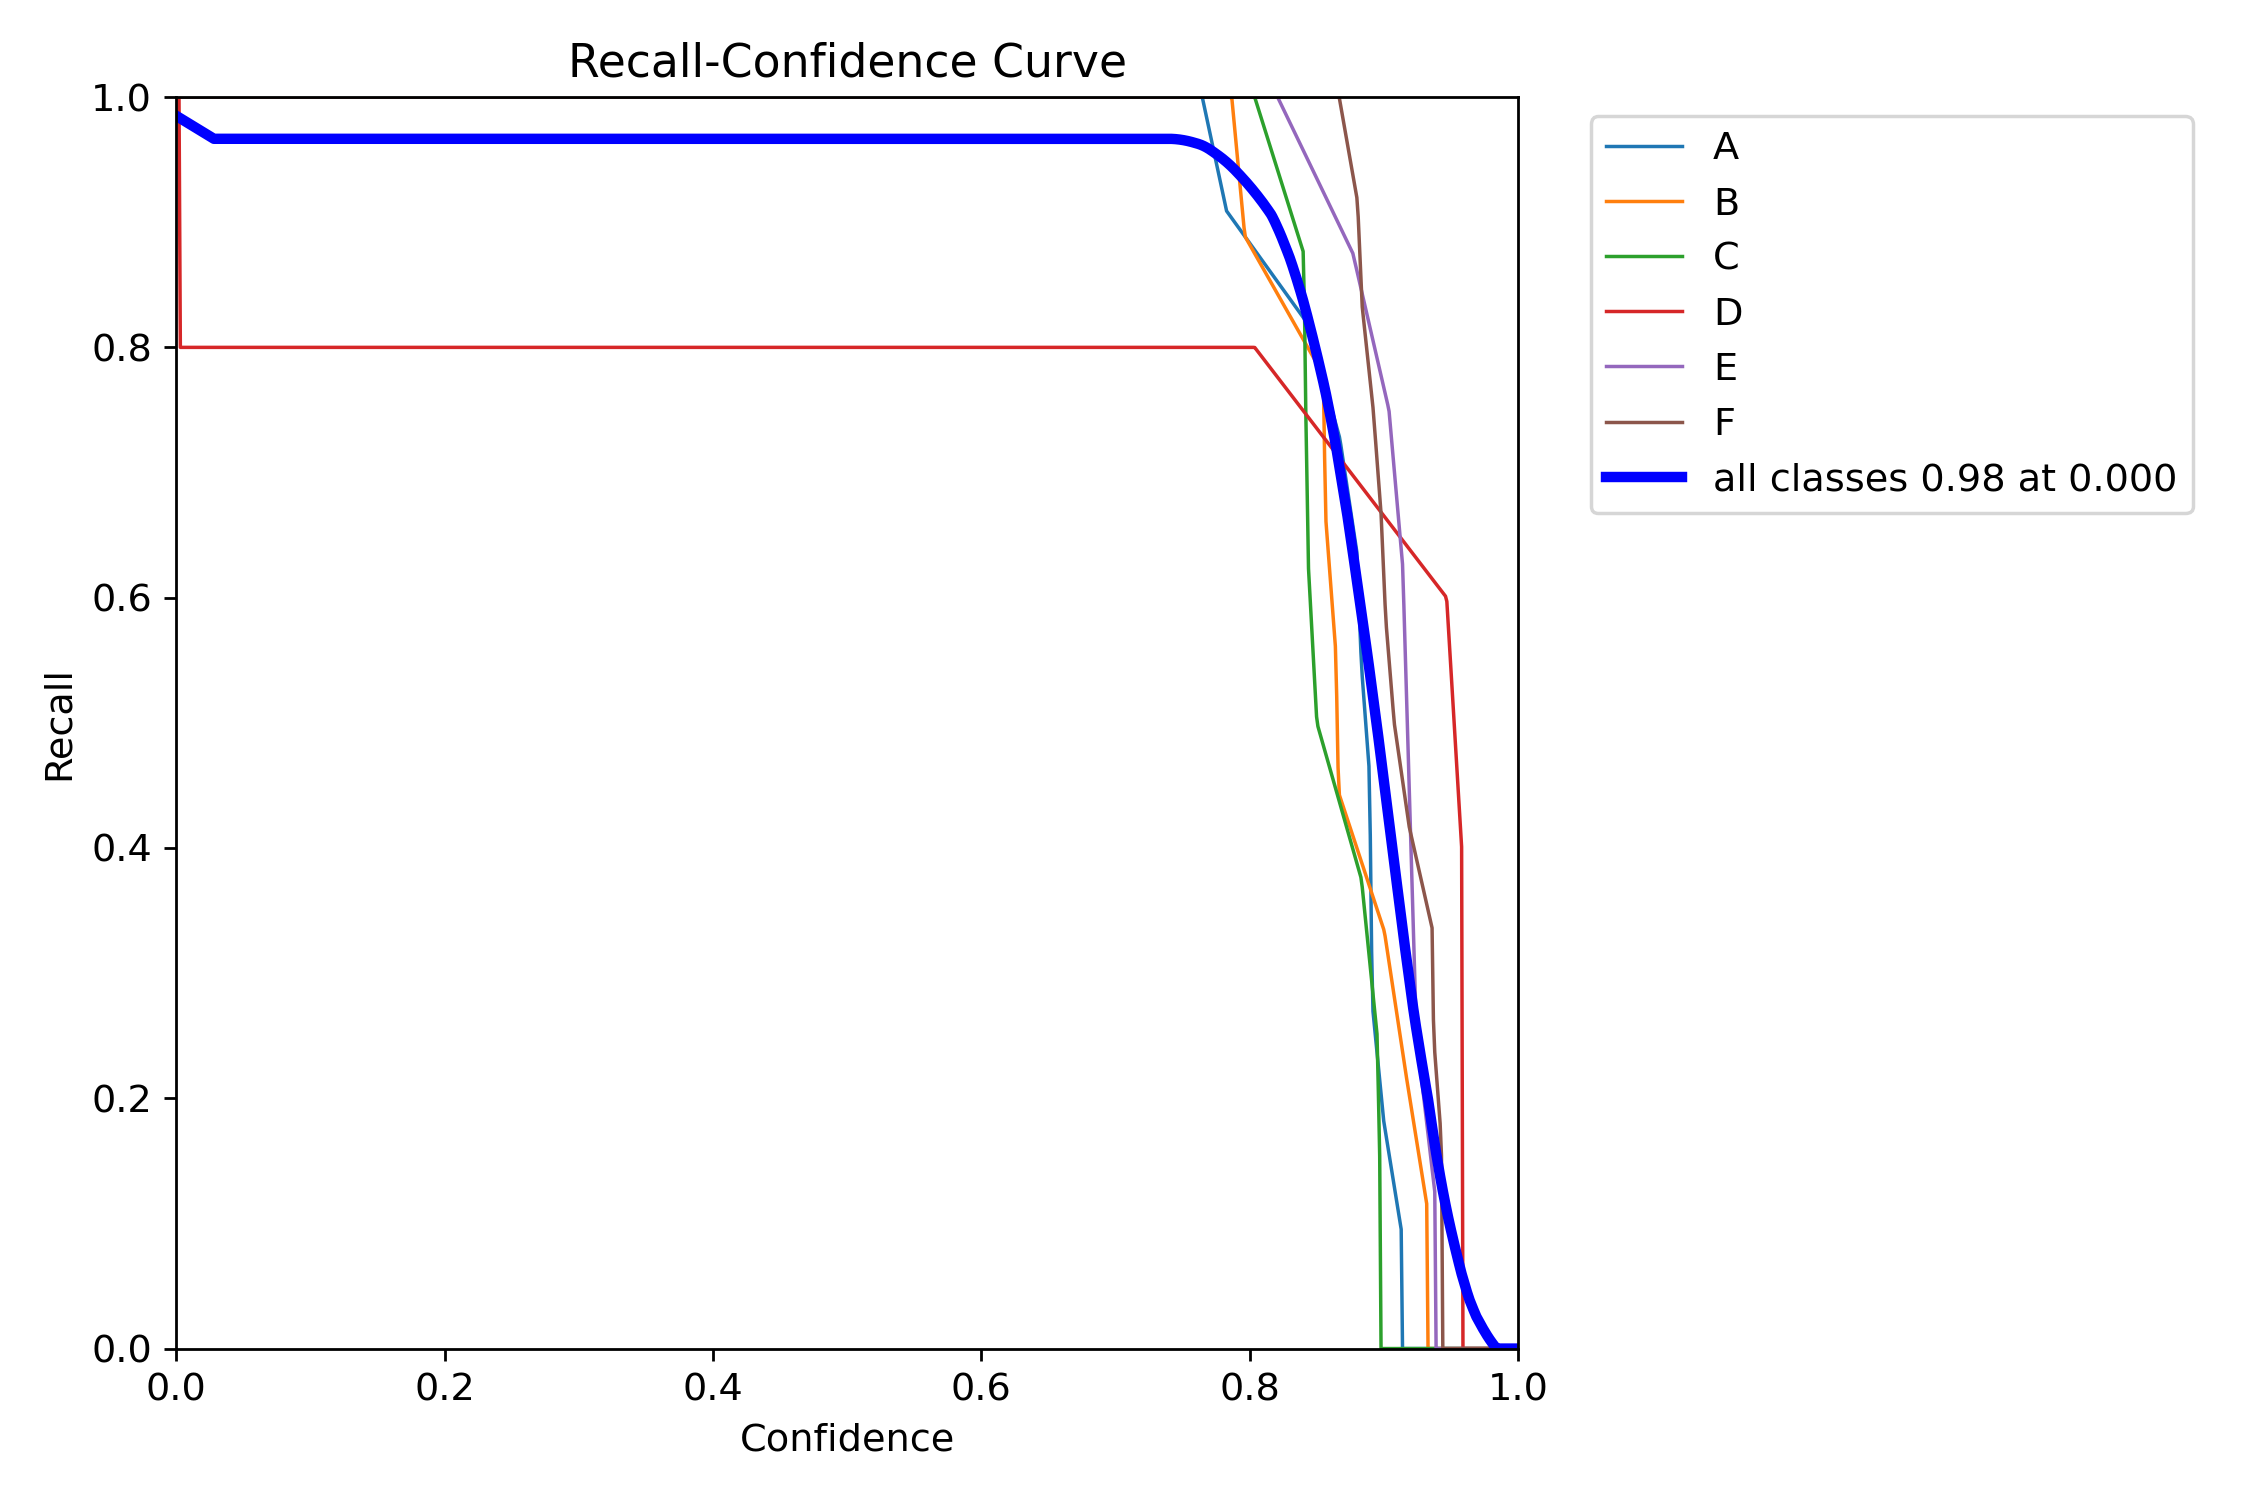 Recall-Confidence Curve
1.0
0.8
0.6
0.4
0.2
0.0
Recall
0.0 0.2 0.4 0.6 0.8 1.0
Confidence
A
B
C
D
E
F
all classes 0.98 at 0.000